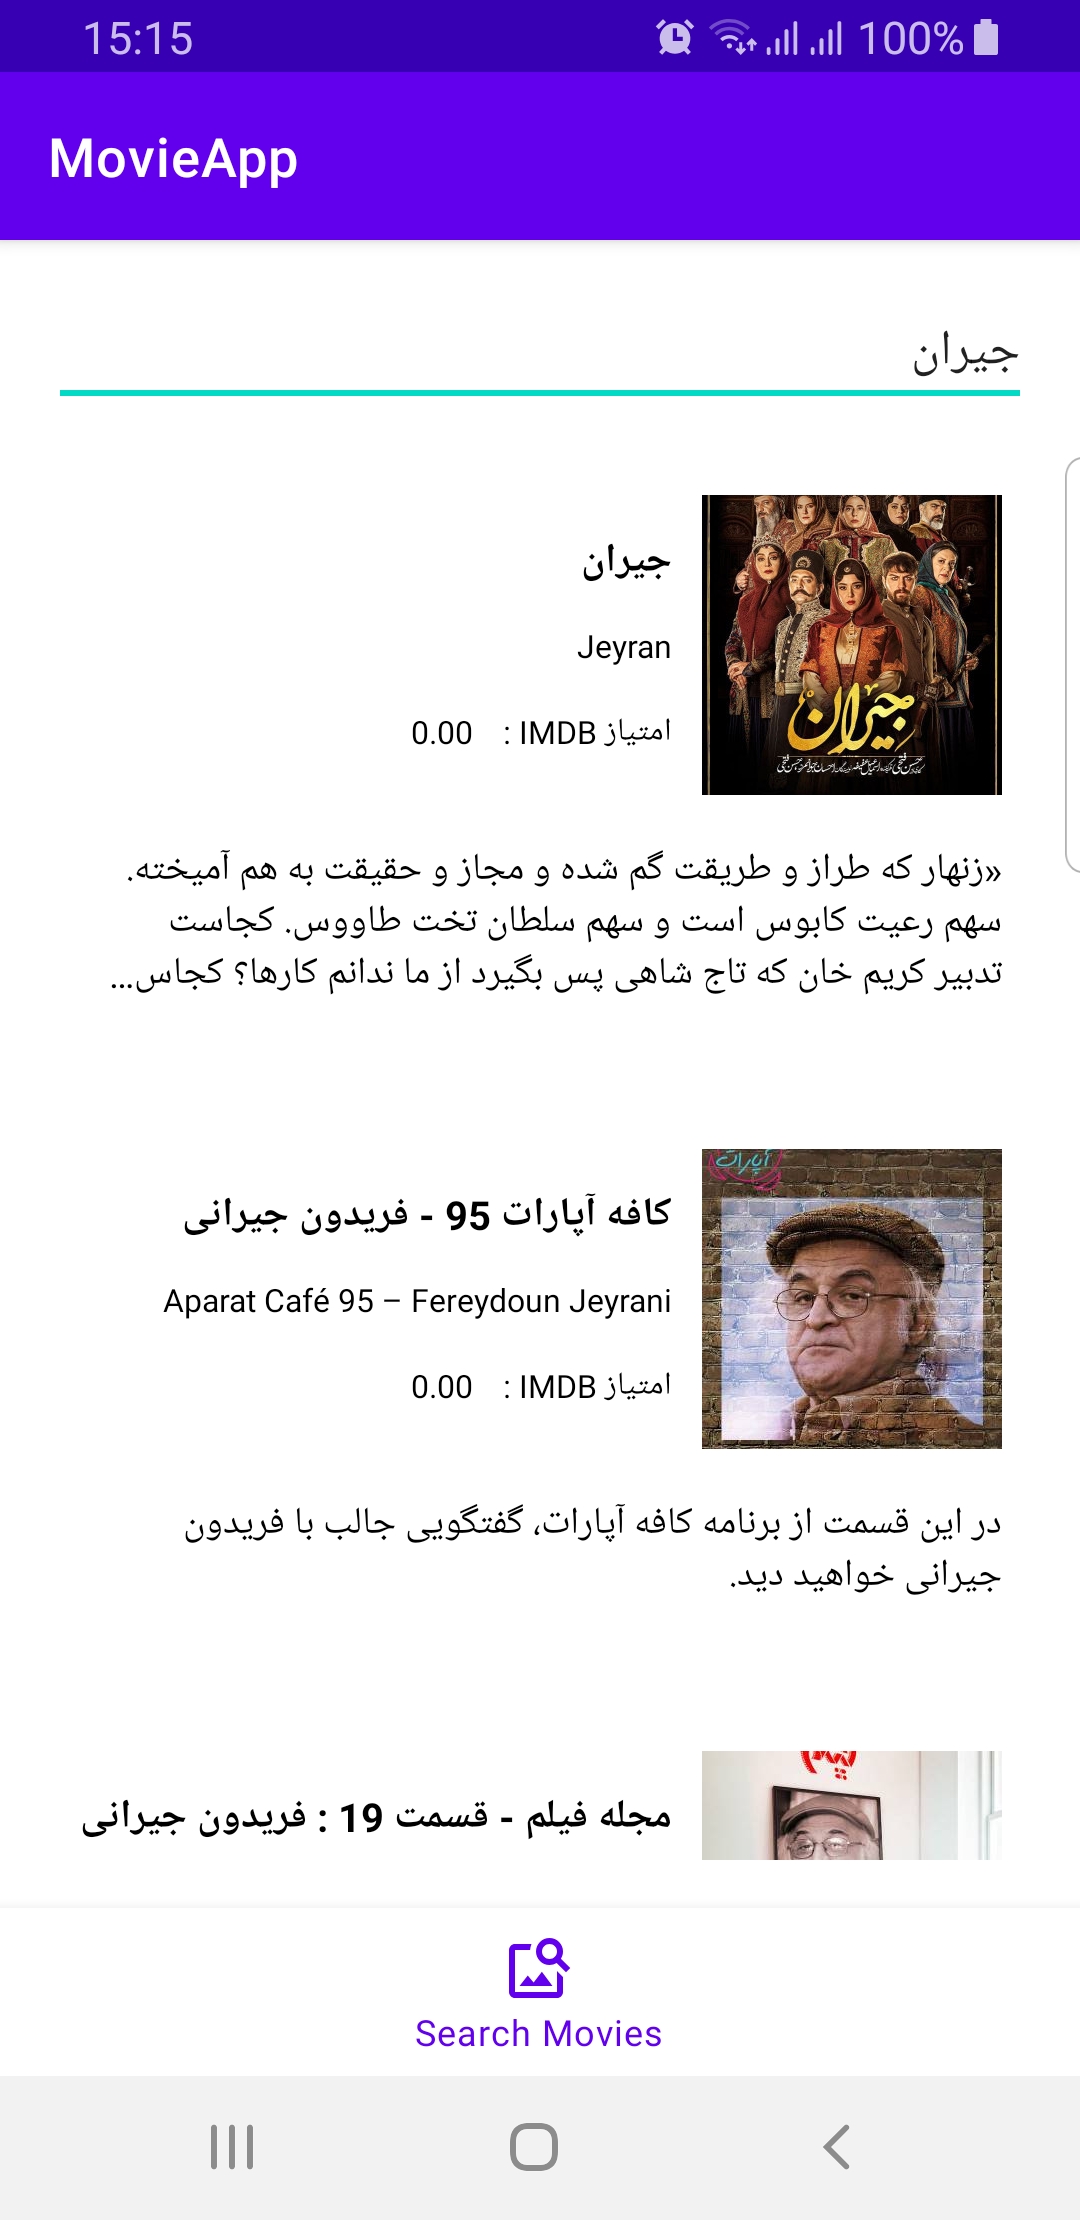 15:15
100%
MovieApp
جیران
جیران
Jeyran
امتیاز IMDB :    0.00
جیران
«زنهار که طراز و طریقت گم شده و مجاز و حقیقت به هم آمیخته.
سهم رعیت کابوس است و سهم سلطان تخت طاووس. کجاست
تدبیر کریم خان که تاج شاهی پس بگیرد از ما ندانم کارها؟ کجاس...
آپارات
کافه آپارات 95 - فریدون جیرانی
Aparat Café 95 – Fereydoun Jeyrani
امتیاز IMDB :    0.00
در این قسمت از برنامه کافه آپارات، گفتگویی جالب با فریدون
جیرانی خواهید دید.
مجله فیلم - قسمت 19 : فریدون جیرانی
Search Movies